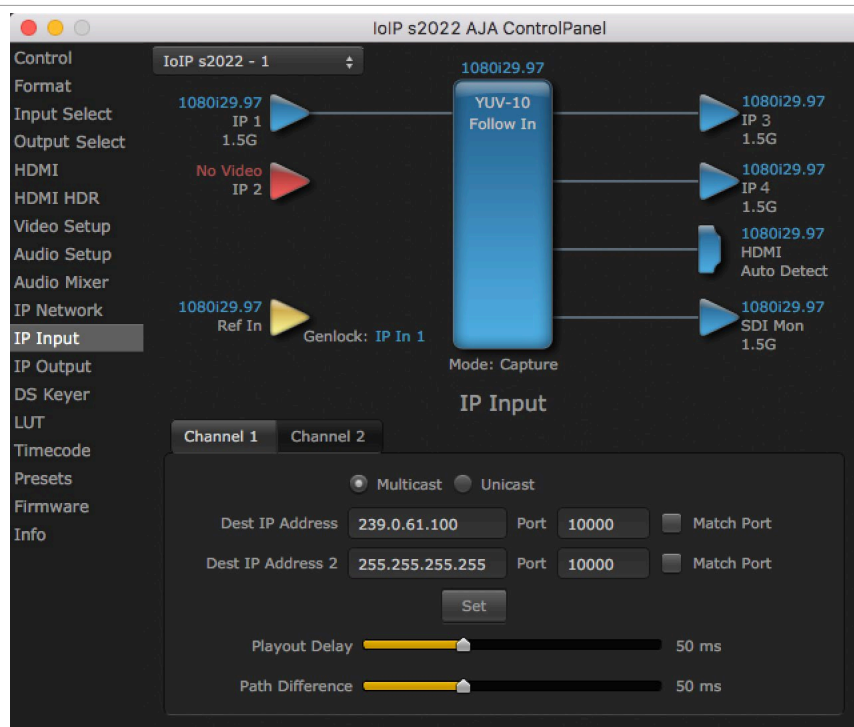 IoIP s2022 AJA ControlPanel
Control
Format
Input Select
Output Select
HDMI
HDMI HDR
Video Setup
Audio Setup
Audio Mixer
IP Network
IP Input
IP Output
DS Keyer
LUT
Timecode
Presets
Firmware
Info
IoIP s2022 - 1
1080i29.97
IP 1
1.5G
No Video
IP 2
1080i29.97
Ref In
Genlock: IP In 1
1080i29.97
YUV-10
Follow In
Mode: Capture
1080i29.97
IP 3
1.5G
1080i29.97
IP 4
1.5G
1080i29.97
HDMI
Auto Detect
1080i29.97
SDI Mon
1.5G
IP Input
Channel 1 Channel 2
Multicast Unicast
Dest IP Address 239.0.61.100 Port 10000 Match Port
Dest IP Address 2 255.255.255.255 Port 10000 Match Port
Set
Playout Delay 50 ms
Path Difference 50 ms